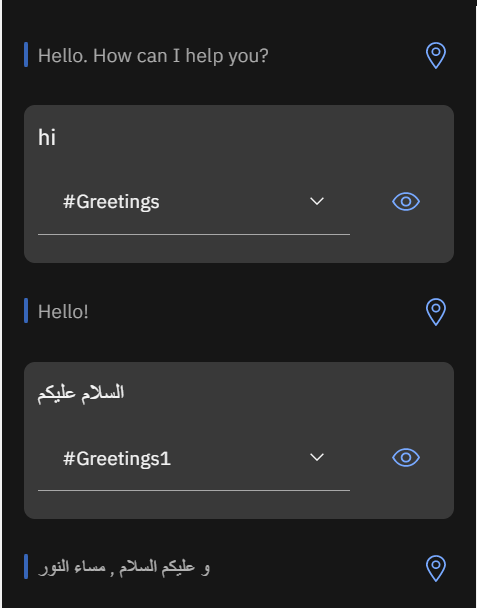 Hello. How can I help you?
hi
#Greetings
Hello!
السلام عليكم
#Greetings1
و عليكم السلام , مساء النور